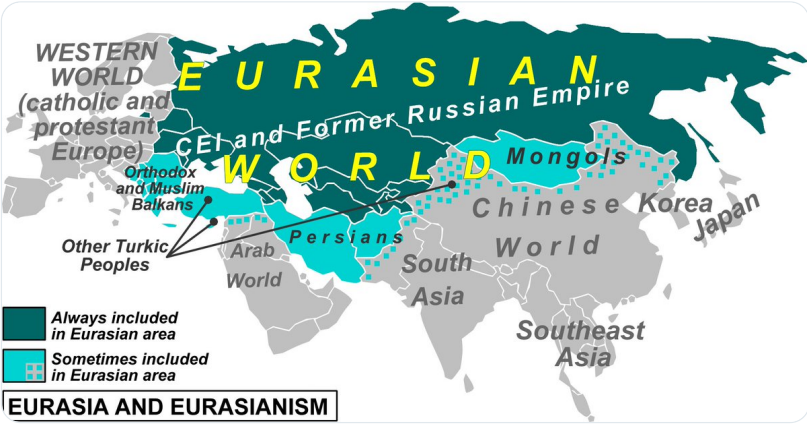 WESTERN
WORLD
(catholic and
protestant
Europe)
EURASIAN
CEI and Former Russian Empire
WORLD
Mongols
Orthodox
and Muslim
Balkans
Other Turkic
Peoples
Persians
Arab
World
Chinese
World
Korea
Japan
South
Asia
Southeast
Asia
Always included
in Eurasian area
Sometimes included
in Eurasian area
EURASIA AND EURASIANISM